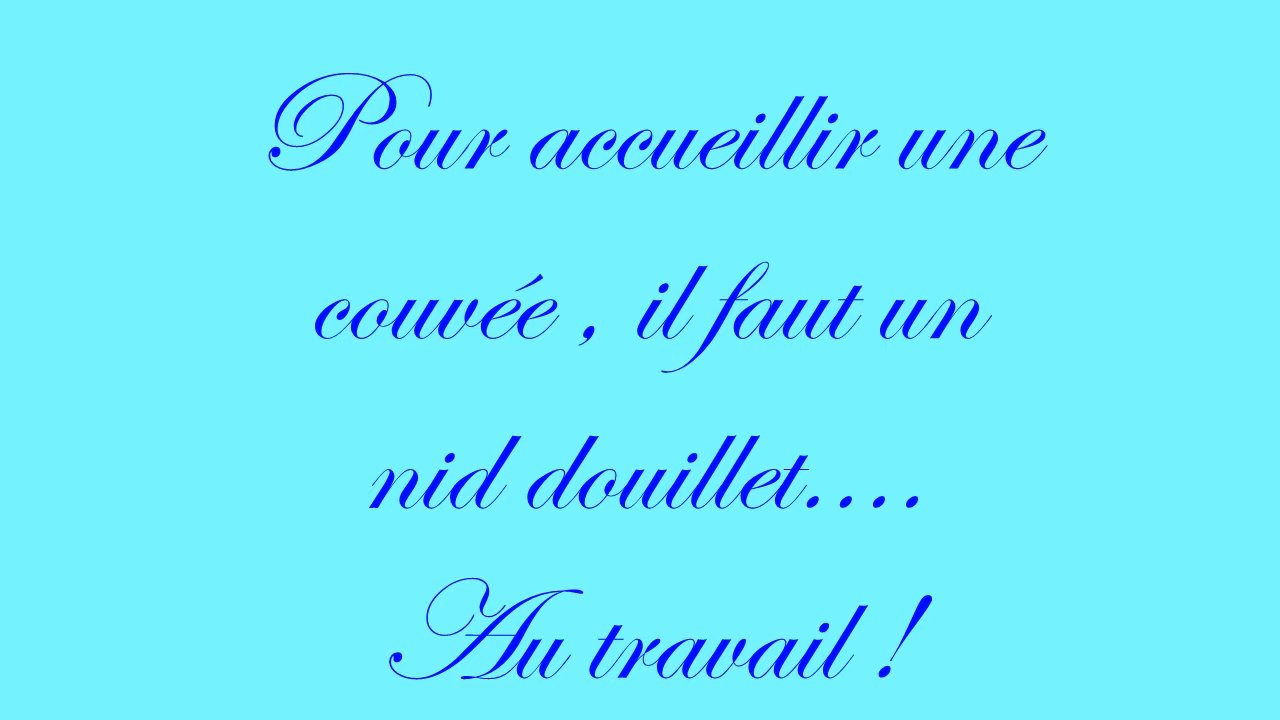 Pour accueillir une
couvée , il faut un
nid douillet....
Au travail !